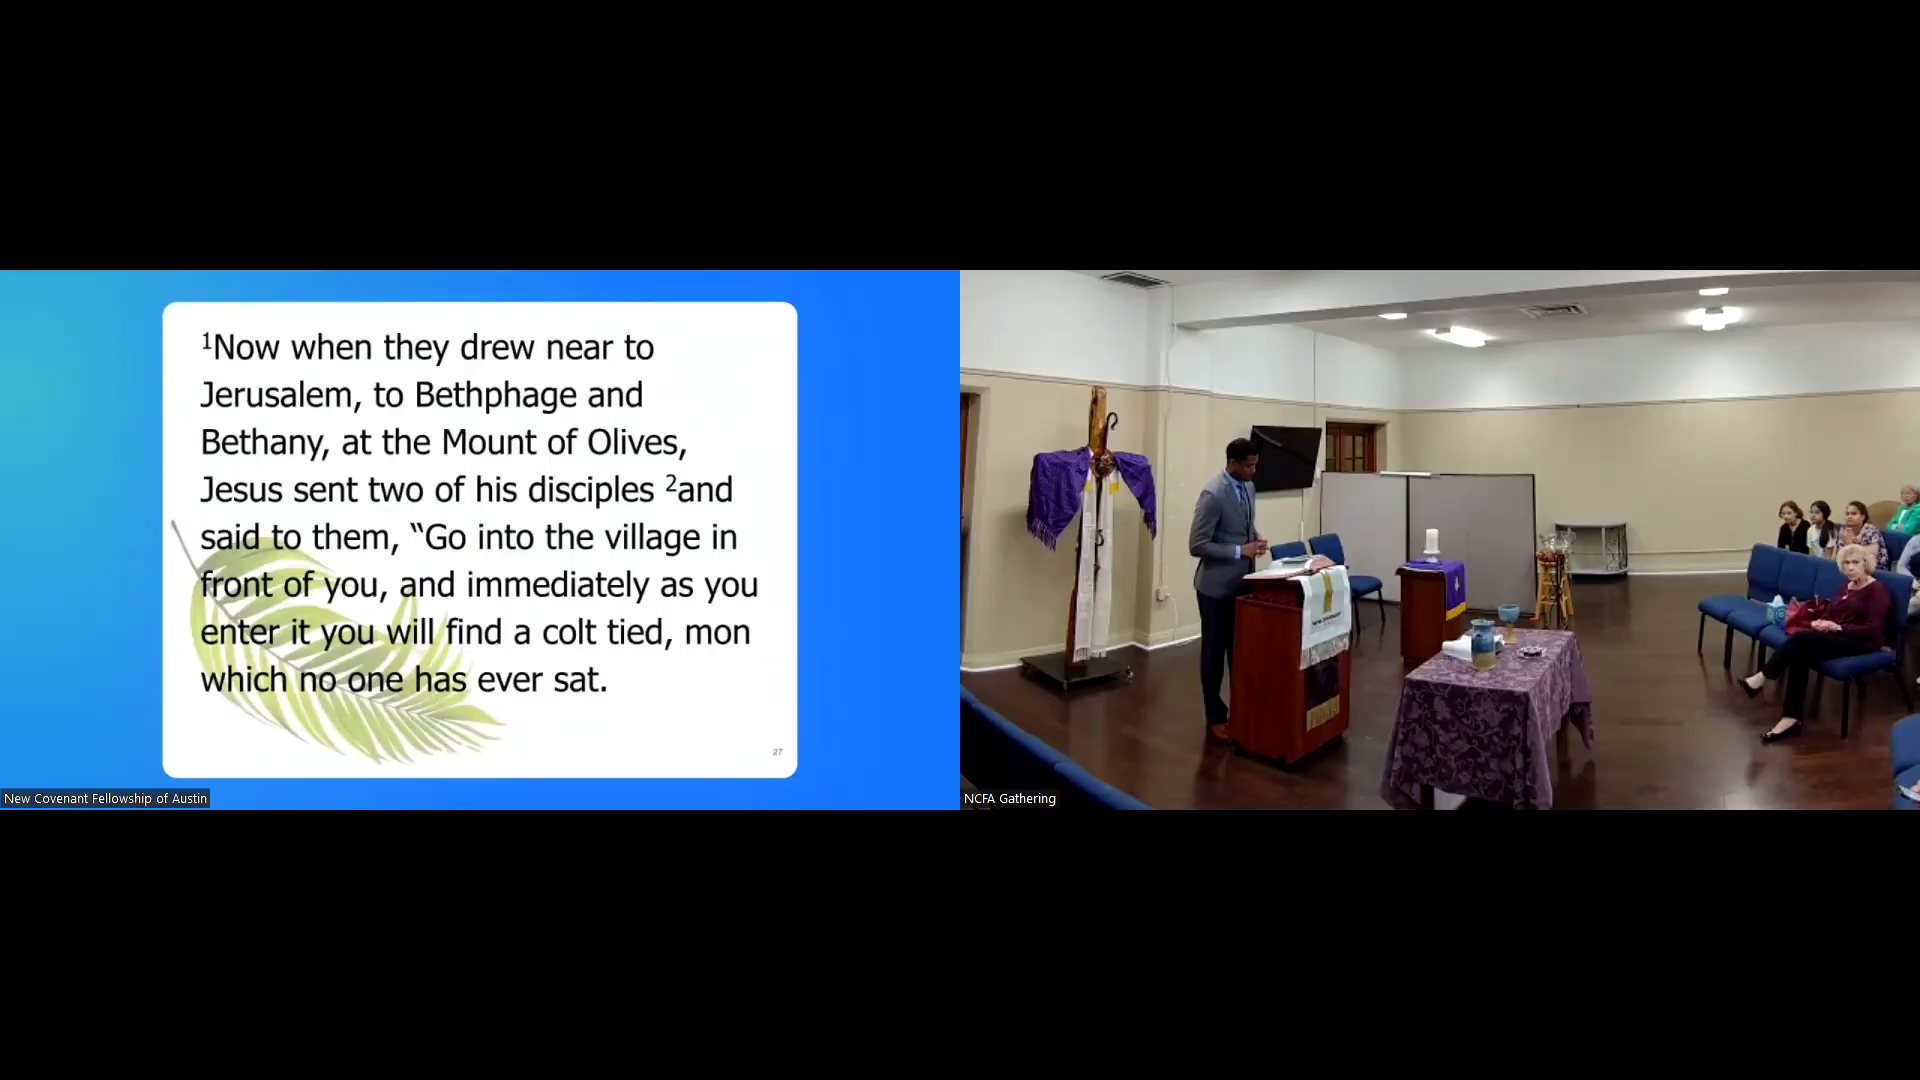 ¹Now when they drew near to
Jerusalem, to Bethphage and
Bethany, at the Mount of Olives,
Jesus sent two of his disciples ²and
said to them, “Go into the village in
front of you, and immediately as you
enter it you will find a colt tied, mon
which no one has ever sat.
27
New Covenant Fellowship of Austin
NCFA Gathering